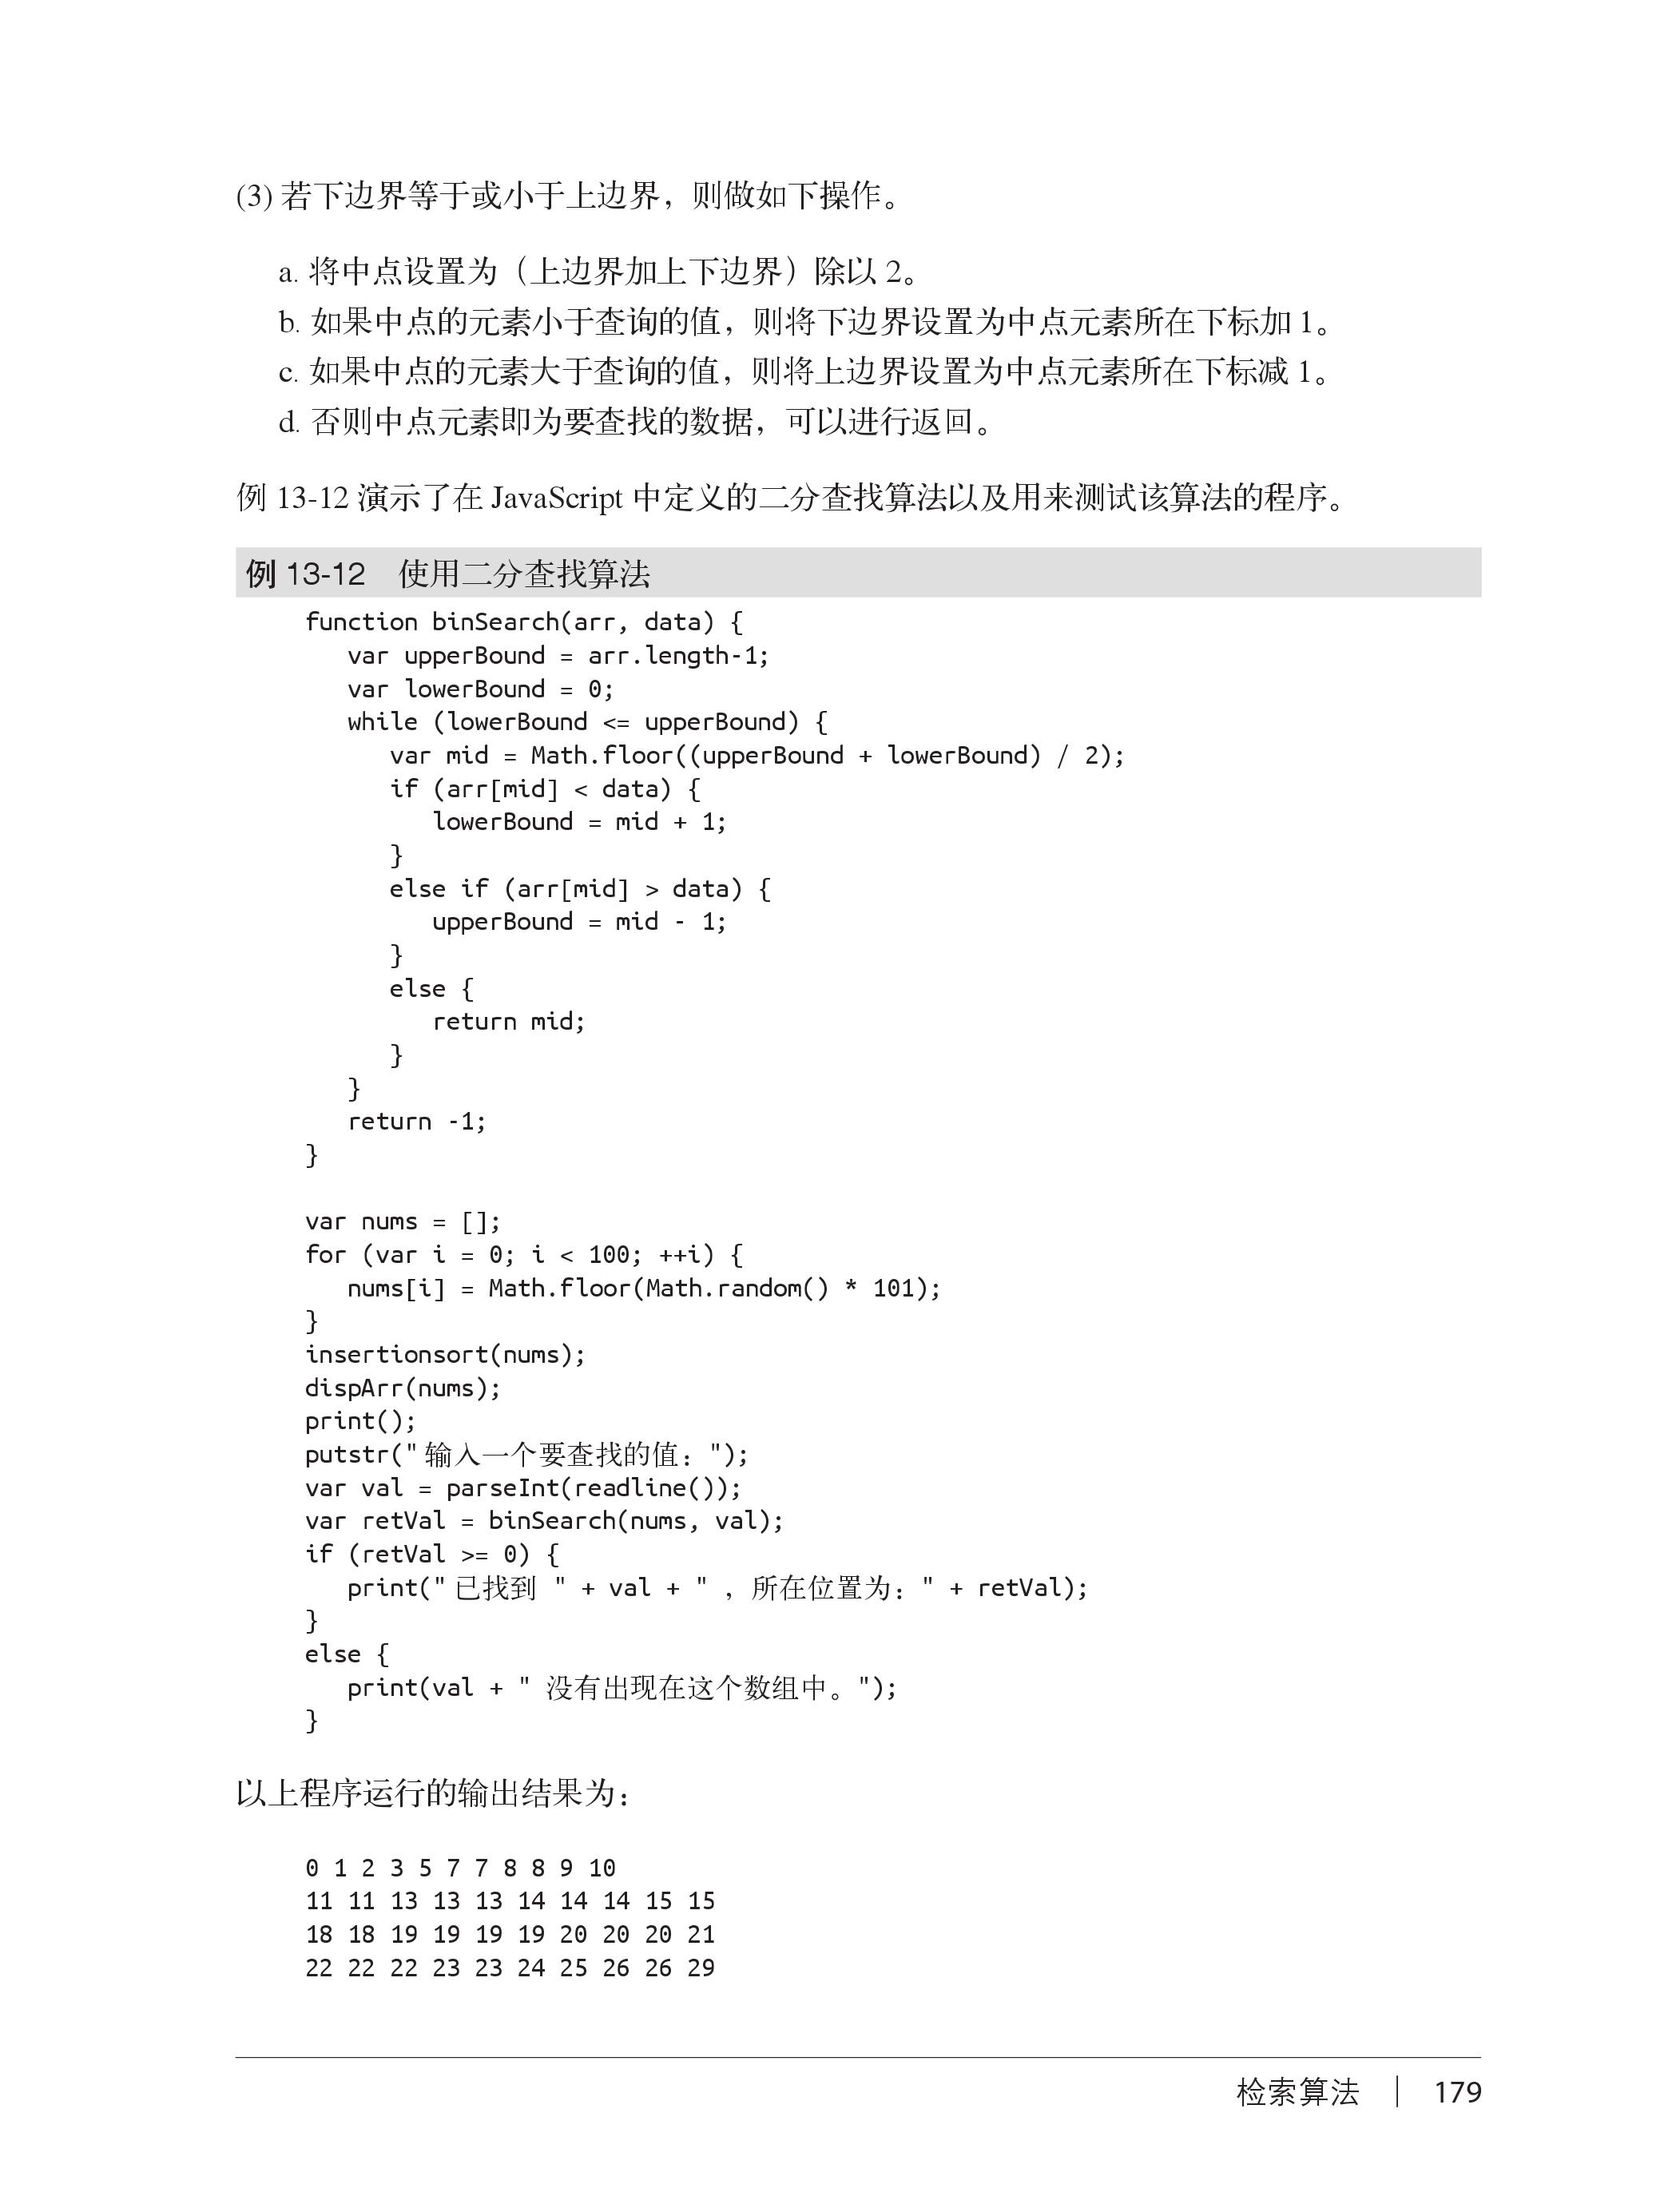 (3) 若下边界等于或小于上边界，则做如下操作。
a. 将中点设置为（上边界加上下边界）除以 2。
b. 如果中点的元素小于查询的值，则将下边界设置为中点元素所在下标加 1。
c. 如果中点的元素大于查询的值，则将上边界设置为中点元素所在下标减 1。
d. 否则中点元素即为要查找的数据，可以进行返回。
例 13-12 演示了在 JavaScript 中定义的二分查找算法以及用来测试该算法的程序。
例 13-12　使用二分查找算法
function binSearch(arr, data) {
   var upperBound = arr.length-1;
   var lowerBound = 0;
   while (lowerBound <= upperBound) {
      var mid = Math.floor((upperBound + lowerBound) / 2);
      if (arr[mid] < data) {
         lowerBound = mid + 1;
      }
      else if (arr[mid] > data) {
         upperBound = mid - 1;
      }
      else {
         return mid;
      }
   }
   return -1;
}
var nums = [];
for (var i = 0; i < 100; ++i) {
   nums[i] = Math.floor(Math.random() * 101);
}
insertionsort(nums);
dispArr(nums);
print();
putstr(" 输入一个要查找的值：");
var val = parseInt(readline());
var retVal = binSearch(nums, val);
if (retVal >= 0) {
   print(" 已找到 " + val + " ，所在位置为：" + retVal);
}
else {
   print(val + " 没有出现在这个数组中。");
}
以上程序运行的输出结果为：
0 1 2 3 5 7 7 8 8 9 10
11 11 13 13 13 14 14 14 15 15
18 18 19 19 19 19 20 20 20 21
22 22 22 23 23 24 25 26 26 29
检索算法 ｜ 179